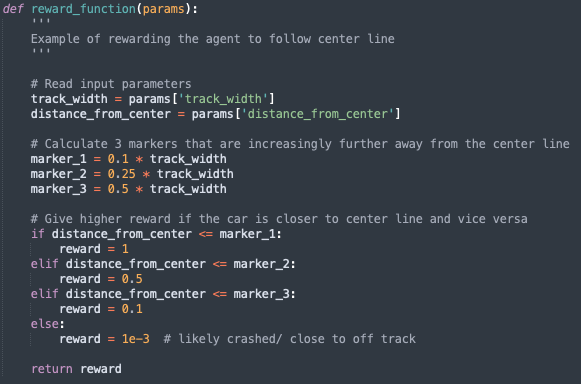 def reward_function(params):
    '''
    Example of rewarding the agent to follow center line
    '''

    # Read input parameters
    track_width = params['track_width']
    distance_from_center = params['distance_from_center']

    # Calculate 3 markers that are increasingly further away from the center line
    marker_1 = 0.1 * track_width
    marker_2 = 0.25 * track_width
    marker_3 = 0.5 * track_width

    # Give higher reward if the car is closer to center line and vice versa
    if distance_from_center <= marker_1:
        reward = 1
    elif distance_from_center <= marker_2:
        reward = 0.5
    elif distance_from_center <= marker_3:
        reward = 0.1
    else:
        reward = 1e-3  # likely crashed/ close to off track

    return reward